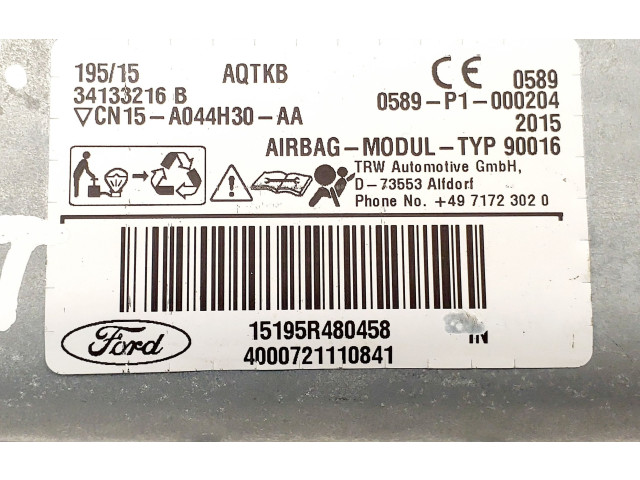 195/15 AQTKB
34133216 B
▽CN15-A044H30-AA
CE 0589
0589-P1-000204
2015
AIRBAG-MODUL-TYP 90016
TRW Automotive GmbH,
D-73553 Alfdorf
Phone No. +49 7172 302 0
15195R480458
4000721110841
Ford
IN